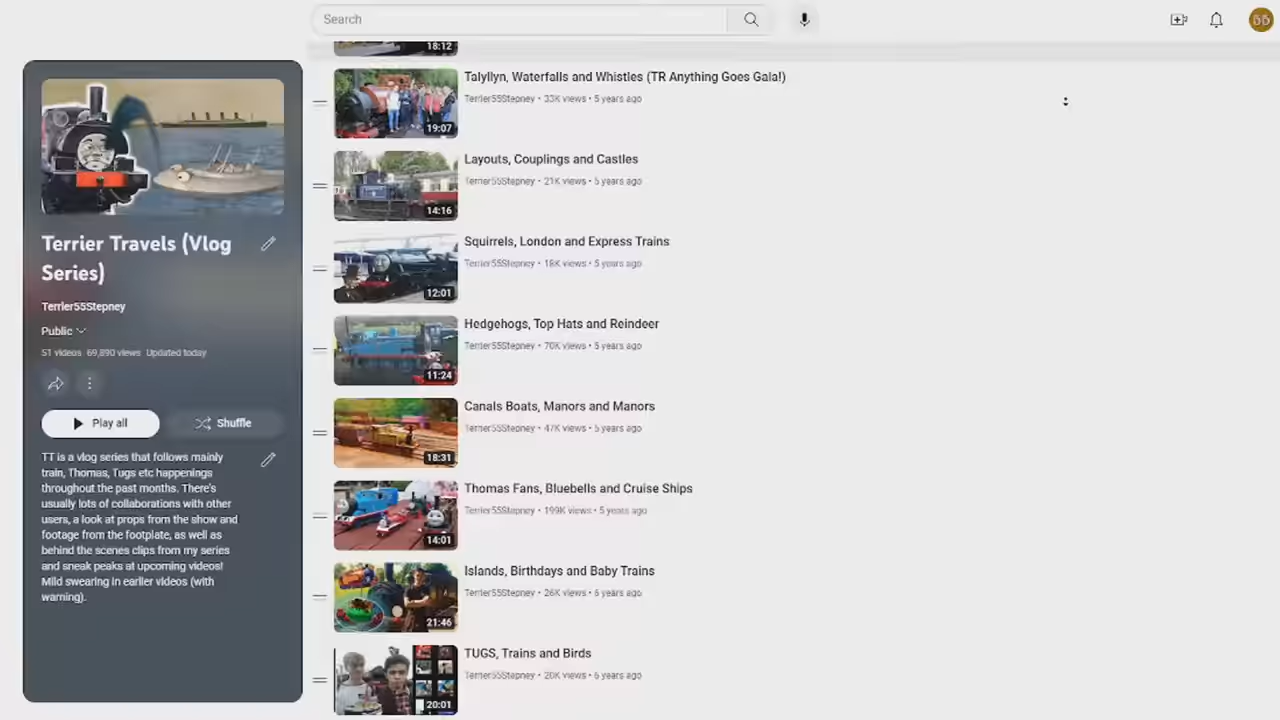 Search
18:12
Terrier Travels (Vlog
Series)
Terrier55Stepney
Public
51 videos 69,890 views Updated today
Play all
Shuffle
TT is a vlog series that follows mainly
train, Thomas, Tugs etc happenings
throughout the past months. There's
usually lots of collaborations with other
users, a look at props from the show and
footage from the footplate, as well as
behind the scenes clips from my series
and sneak peaks at upcoming videos!
Mild swearing in earlier videos (with
warning).
Talyllyn, Waterfalls and Whistles (TR Anything Goes Gala!)
Terrier55Stepney • 33K views • 5 years ago
19:07
Layouts, Couplings and Castles
Terrier55Stepney • 21K views • 5 years ago
14:16
Squirrels, London and Express Trains
Terrier55Stepney • 18K views • 5 years ago
12:01
Hedgehogs, Top Hats and Reindeer
Terrier55Stepney • 70K views • 5 years ago
11:24
Canals Boats, Manors and Manors
Terrier55Stepney • 47K views • 5 years ago
18:31
Thomas Fans, Bluebells and Cruise Ships
Terrier55Stepney • 199K views • 5 years ago
14:01
Islands, Birthdays and Baby Trains
Terrier55Stepney • 26K views • 6 years ago
21:46
TUGS, Trains and Birds
Terrier55Stepney • 20K views • 6 years ago
20:01